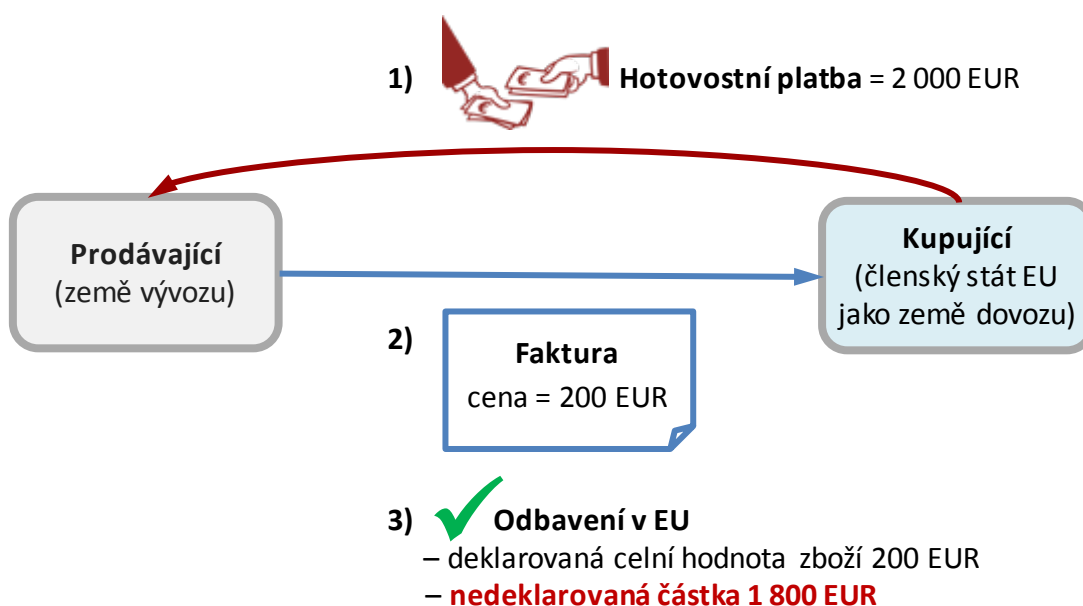 1) Hotovostní platba = 2 000 EUR
Prodávající
(země vývozu)
Kupující
(členský stát EU
jako země dovozu)
2)
Faktura
cena = 200 EUR
3) Odbavení v EU
– deklarovaná celní hodnota zboží 200 EUR
– nedeklarovaná částka 1 800 EUR